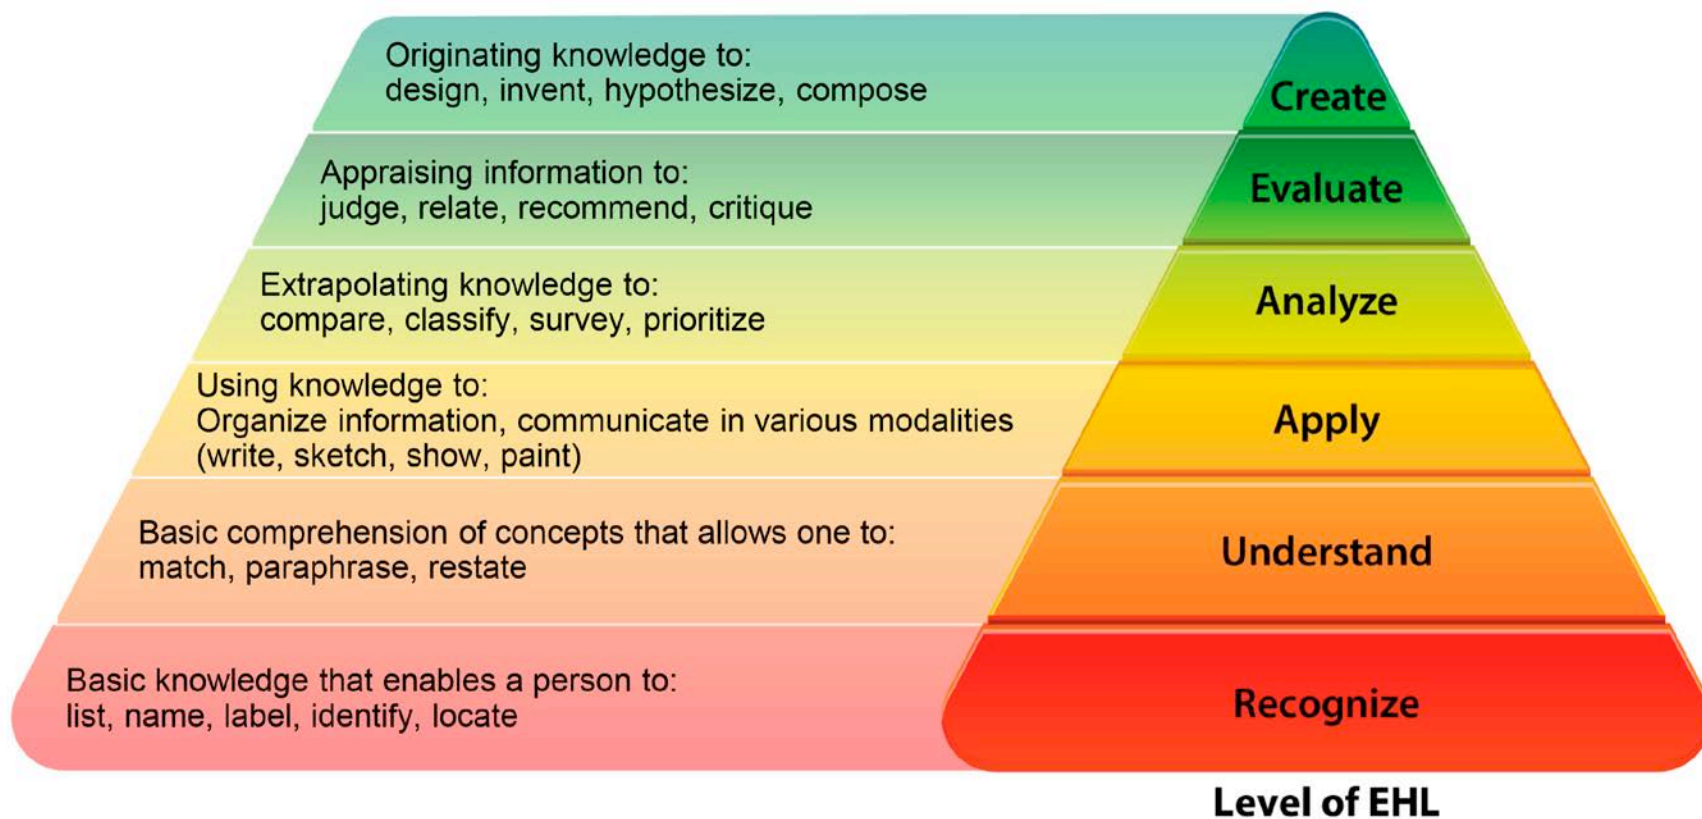 Originating knowledge to:
design, invent, hypothesize, compose
Create
Appraising information to:
judge, relate, recommend, critique
Evaluate
Extrapolating knowledge to:
compare, classify, survey, prioritize
Analyze
Using knowledge to:
Organize information, communicate in various modalities
(write, sketch, show, paint)
Apply
Basic comprehension of concepts that allows one to:
match, paraphrase, restate
Understand
Basic knowledge that enables a person to:
list, name, label, identify, locate
Recognize
Level of EHL